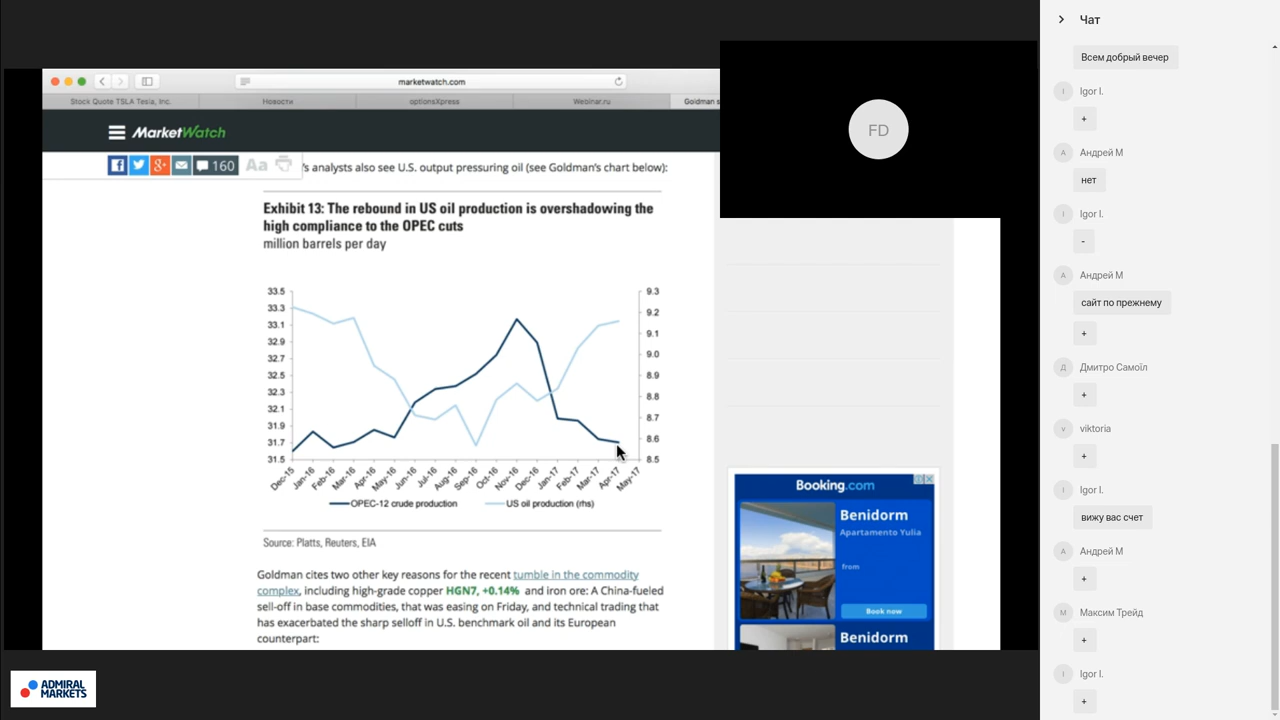 marketwatch.com
Stock Quote TSLA Tesla, Inc.
Новости
optionsXpress
Webinar.ru
Goldman s
MarketWatch
160
Aa
's analysts also see U.S. output pressuring oil (see Goldman's chart below):
Exhibit 13: The rebound in US oil production is overshadowing the
high compliance to the OPEC cuts
million barrels per day
33.5
33.3
33.1
32.9
32.7
32.5
32.3
32.1
31.9
31.7
31.5
9.3
9.2
9.1
9.0
8.9
8.8
8.7
8.6
8.5
Dec-15
Jan-16
Feb-16
Mar-16
Apr-16
May-16
Jun-16
Jul-16
Aug-16
Sep-16
Oct-16
Nov-16
Dec-16
Jan-17
Feb-17
Mar-17
Apr-17
May-17
OPEC-12 crude production
US oil production (rhs)
Source: Platts, Reuters, EIA
Goldman cites two other key reasons for the recent tumble in the commodity
complex, including high-grade copper HGN7, +0.14% and iron ore: A China-fueled
sell-off in base commodities, that was easing on Friday, and technical trading that
has exacerbated the sharp selloff in U.S. benchmark oil and its European
counterpart:
Booking.com
Benidorm
Apartamento Yulia
from
Book now
Benidorm
FD
ADMIRAL
MARKETS
Чат
Всем добрый вечер
I
Igor I.
+
А
Андрей М
нет
I
Igor I.
-
А
Андрей М
сайт по прежнему
+
Д
Дмитро Самоїл
+
v
viktoria
+
I
Igor I.
вижу вас счет
А
Андрей М
+
М
Максим Трейд
+
I
Igor I.
+